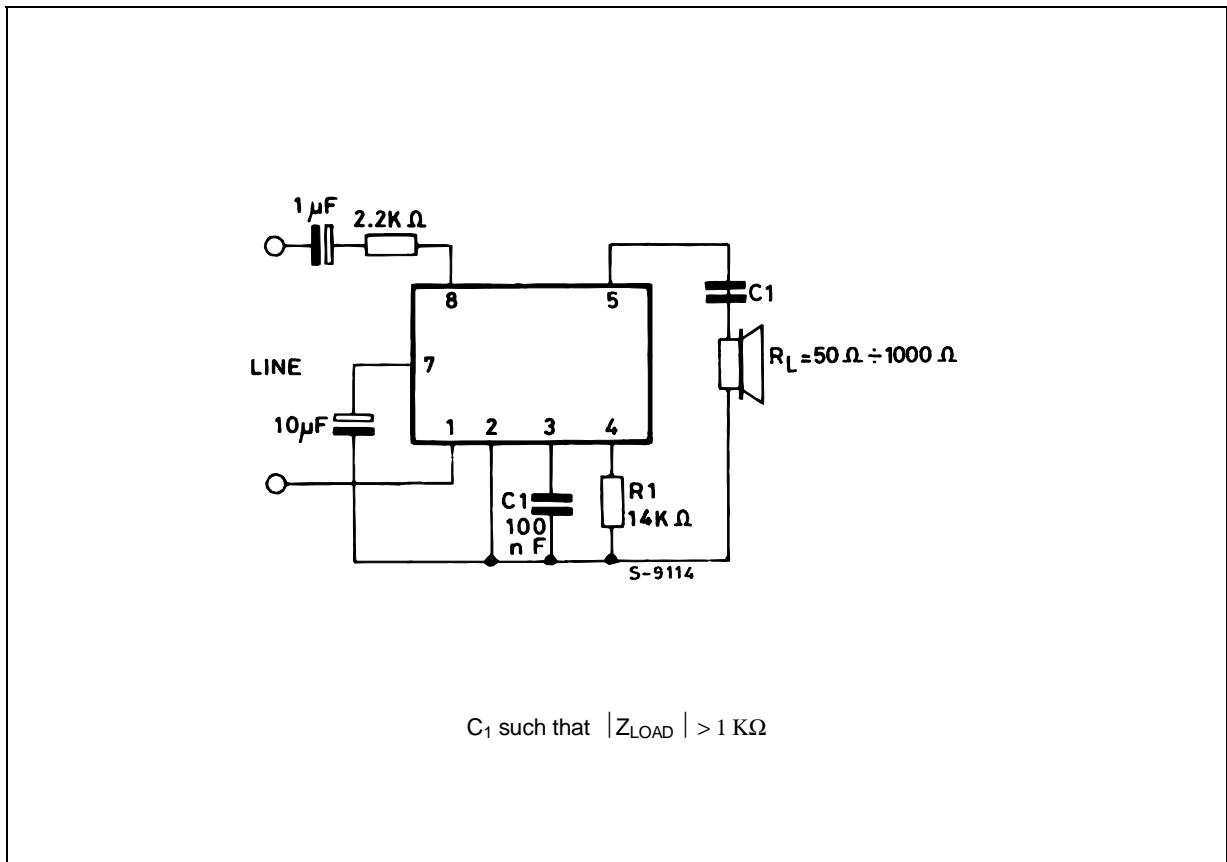 1 µF
2.2K Ω
8
5
C1
LINE
7
R_L = 50 Ω ÷ 1000 Ω
10µF
1
2
3
4
C1
100
n F
R1
14K Ω
S-9114
C₁ such that |Z_LOAD| > 1 KΩ